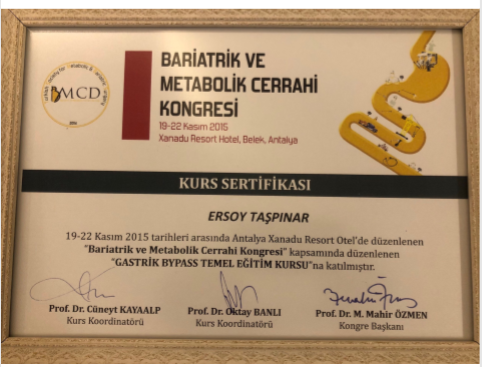 MCD
BARİATRİK VE
METABOLİK CERRAHİ
KONGRESİ
19-22 Kasım 2015
Xanadu Resort Hotel, Belek, Antalya
KURS SERTİFİKASI
ERSOY TAŞPINAR
19-22 Kasım 2015 tarihleri arasında Antalya Xanadu Resort Otel'de düzenlenen
"Bariatrik ve Metabolik Cerrahi Kongresi" kapsamında düzenlenen
"GASTRİK BYPASS TEMEL EĞİTİM KURSU"na katılmıştır.
Prof. Dr. Cüneyt KAYAALP
Kurs Koordinatörü
Prof. Dr. Oktay BANLI
Kurs Koordinatörü
Prof. Dr. M. Mahir ÖZMEN
Kongre Başkanı